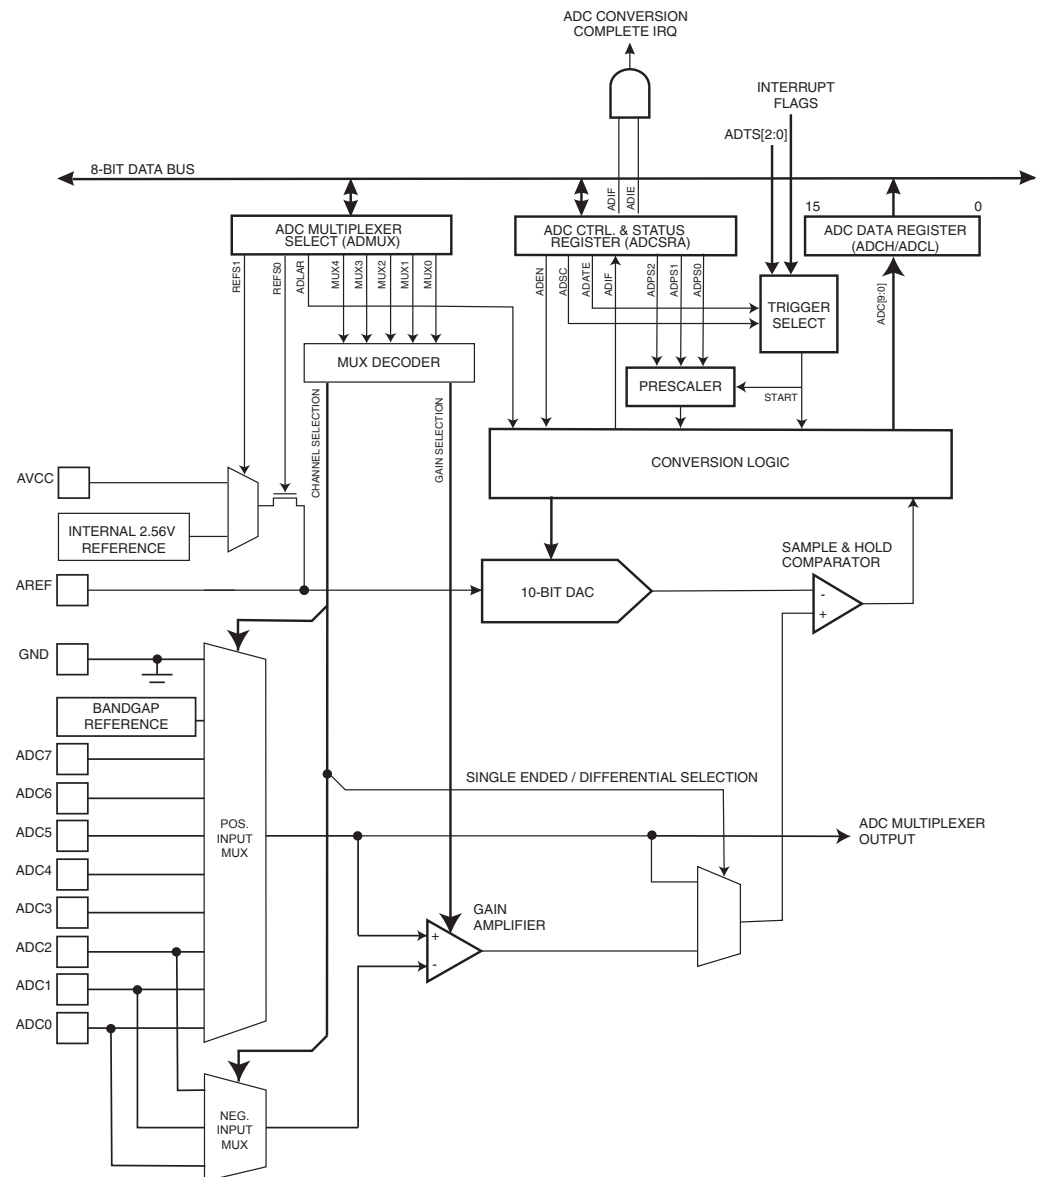 ADC CONVERSION
COMPLETE IRQ
INTERRUPT
FLAGS
ADTS[2:0]
8-BIT DATA BUS
ADIF
ADIE
15
0
ADC MULTIPLEXER
SELECT (ADMUX)
ADC CTRL. & STATUS
REGISTER (ADCSRA)
ADC DATA REGISTER
(ADCH/ADCL)
REFS1
REFS0
ADLAR
MUX4
MUX3
MUX2
MUX1
MUX0
ADEN
ADSC
ADATE
ADIF
ADPS2
ADPS1
ADPS0
ADC[9:0]
TRIGGER
SELECT
MUX DECODER
PRESCALER
START
CHANNEL SELECTION
GAIN SELECTION
CONVERSION LOGIC
AVCC
INTERNAL 2.56V
REFERENCE
SAMPLE & HOLD
COMPARATOR
AREF
10-BIT DAC
-
+
GND
BANDGAP
REFERENCE
ADC7
ADC6
ADC5
ADC4
ADC3
ADC2
ADC1
ADC0
SINGLE ENDED / DIFFERENTIAL SELECTION
POS.
INPUT
MUX
ADC MULTIPLEXER
OUTPUT
GAIN
AMPLIFIER
+
-
NEG.
INPUT
MUX